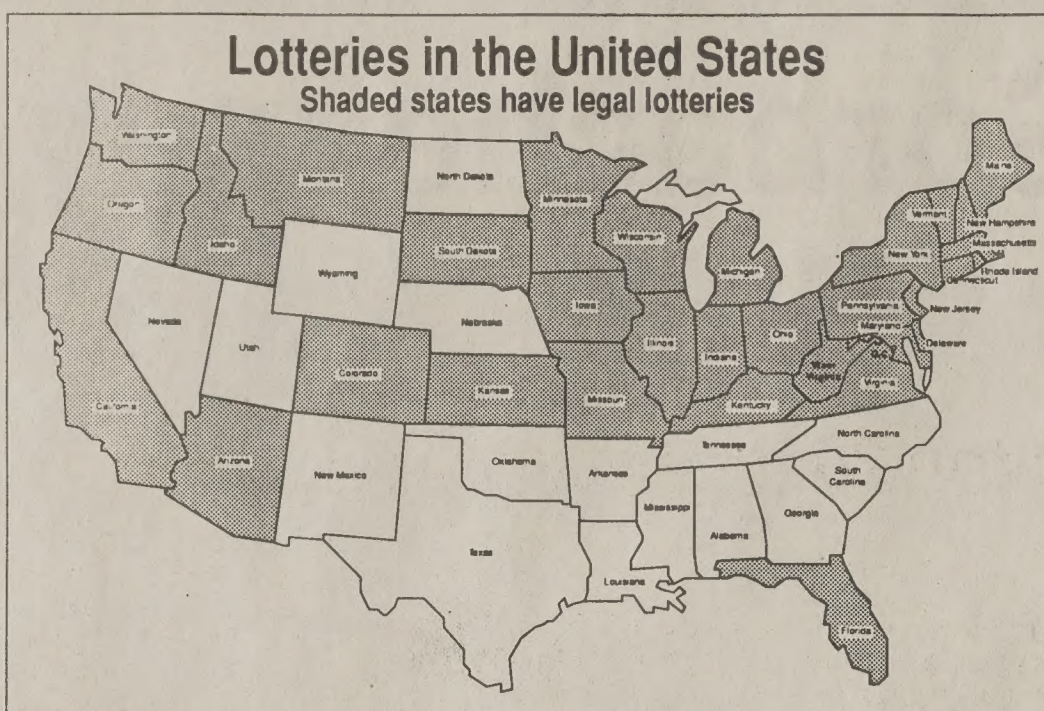 Lotteries in the United States
Shaded states have legal lotteries
Washington
Oregon
California
Idaho
Nevada
Montana
Wyoming
Utah
Arizona
Colorado
New Mexico
North Dakota
South Dakota
Nebraska
Kansas
Oklahoma
Texas
Minnesota
Iowa
Missouri
Arkansas
Louisiana
Wisconsin
Illinois
Michigan
Indiana
Ohio
Kentucky
Tennessee
Mississippi
Alabama
Georgia
Florida
South
Carolina
North Carolina
West
Virginia
Virginia
D.C.
Maryland
Delaware
Pennsylvania
New Jersey
New York
Connecticut
Rhode Island
Massachusetts
Vermont
New Hampshire
Maine